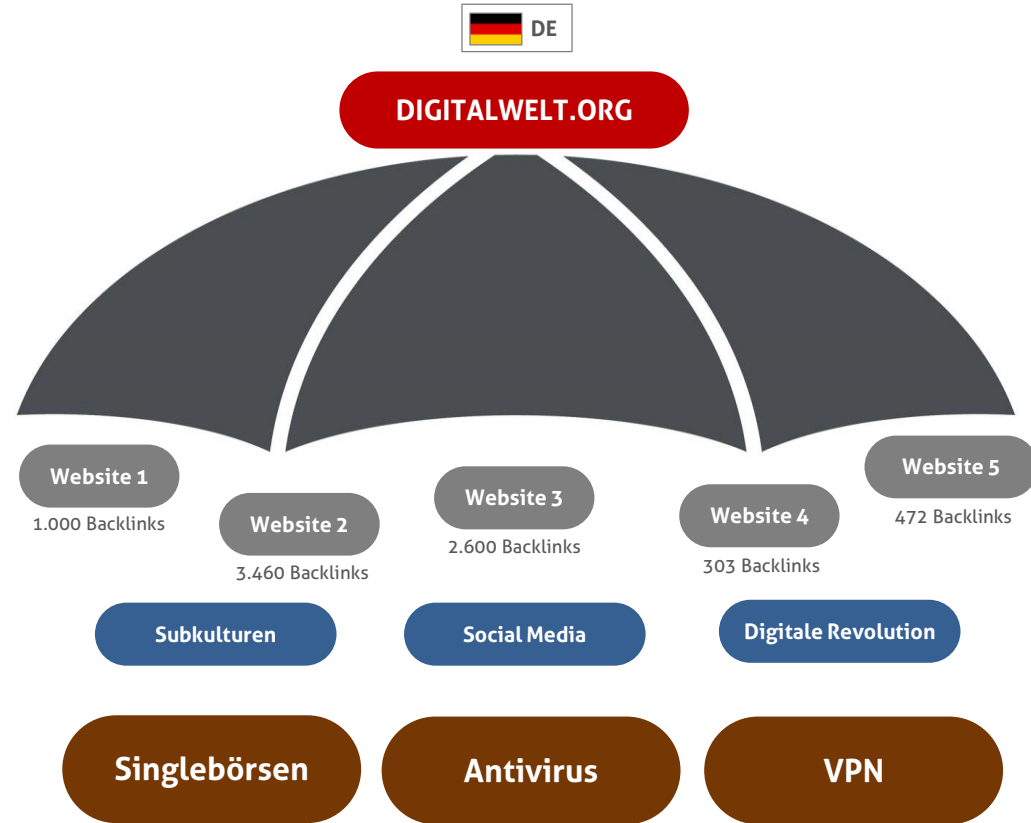 DE
DIGITALWELT.ORG
Website 1
1.000 Backlinks
Website 2
3.460 Backlinks
Website 3
2.600 Backlinks
Website 4
303 Backlinks
Website 5
472 Backlinks
Subkulturen
Social Media
Digitale Revolution
Singlebörsen
Antivirus
VPN